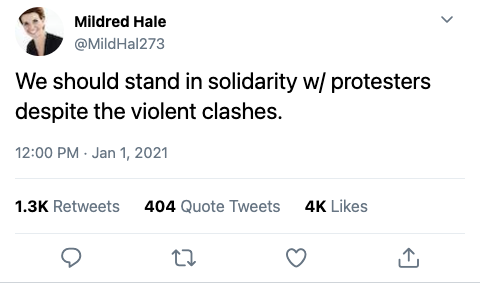 Mildred Hale
@MildHal273
We should stand in solidarity w/ protesters
despite the violent clashes.
12:00 PM · Jan 1, 2021
1.3K Retweets 404 Quote Tweets 4K Likes